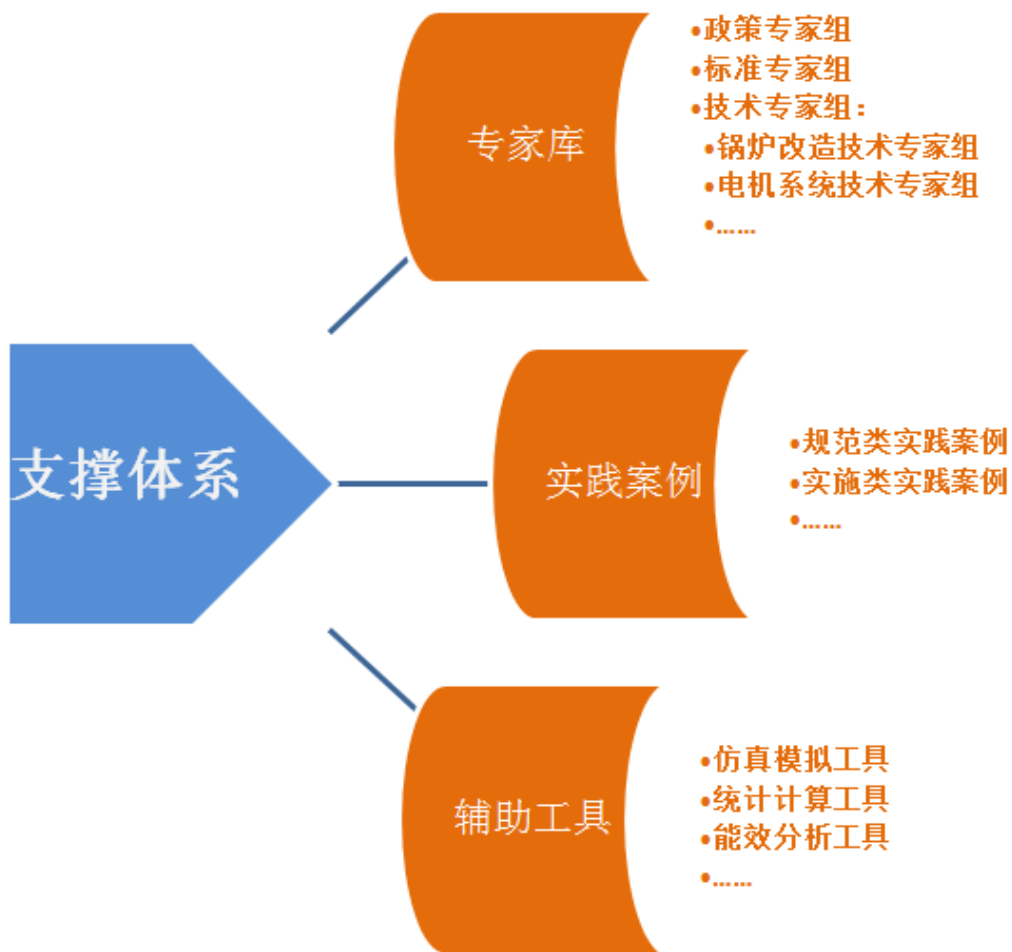 专家库
•政策专家组
•标准专家组
•技术专家组：
•锅炉改造技术专家组
•电机系统技术专家组
•……
支撑体系
实践案例
•规范类实践案例
•实施类实践案例
•……
辅助工具
•仿真模拟工具
•统计计算工具
•能效分析工具
•……